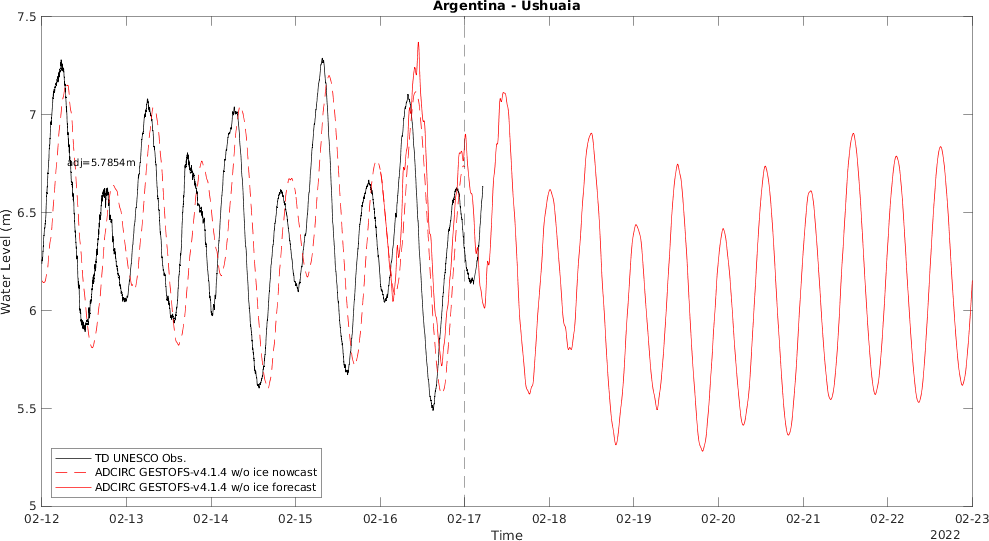 Argentina - Ushuaia
7.5
7
6.5
6
5.5
5
Water Level (m)
adj=5.7854m
TD UNESCO Obs.
ADCIRC GESTOFS-v4.1.4 w/o ice nowcast
ADCIRC GESTOFS-v4.1.4 w/o ice forecast
02-12 02-13 02-14 02-15 02-16 02-17 02-18 02-19 02-20 02-21 02-22 02-23
Time
2022